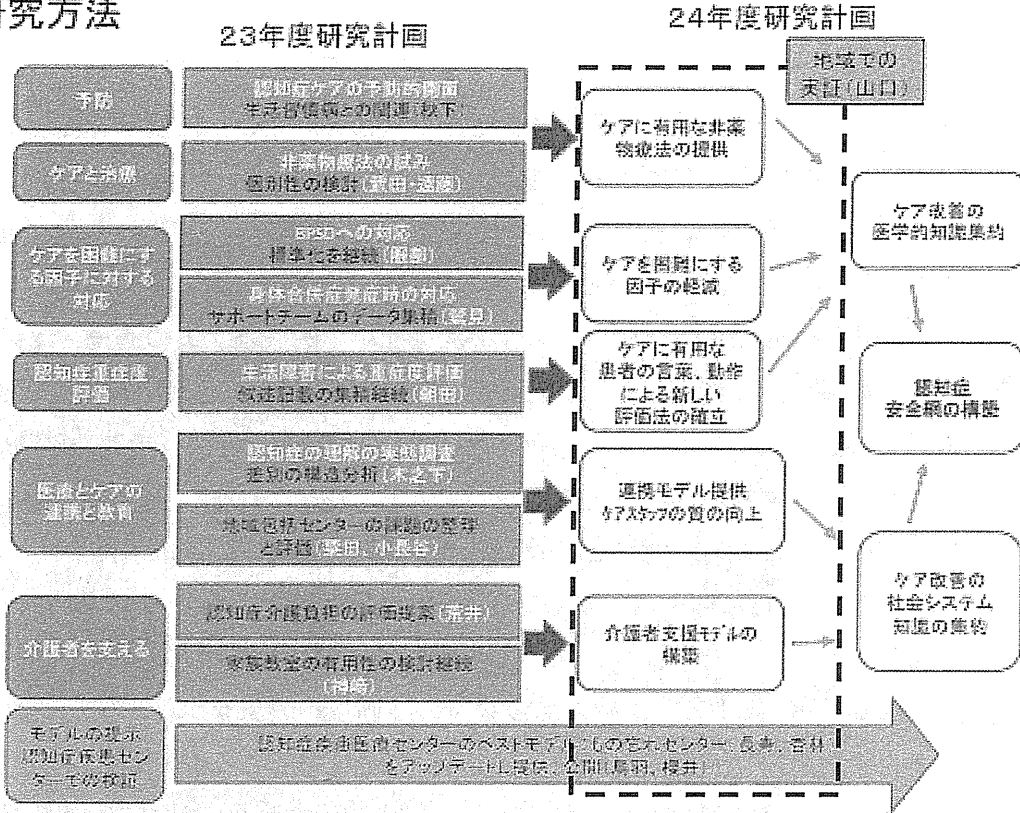 研究方法
23年度研究計画
24年度研究計画
地域での
実証(山口)
予防
認知症ケアの予防的側面
生活習慣病との関連(秋下)
ケアと治療
非薬物療法の試み
個別性の検討(武田・遠藤)
ケアに有用な非薬
物療法の提供
ケアを困難にす
る因子に対する
対応
BPSDへの対応
標準化を継続
身体合併症発症時の対応
サポートチームのデータ集積(鷲見)
ケアを困難にする
因子の軽減
ケア改善の
医学的知識集約
認知症重症度
評価
生活障害による重症度評価
叙述記載の集積継続(朝田)
ケアに有用な
患者の言葉、動作
による新しい
評価法の確立
認知症
安全網の構築
医療とケアの
連携と教育
認知症の理解の実態調査
差別の構造分析(木之下)
地域包括センターの課題の整理
と評価(粟田、小長谷)
連携モデル提供
ケアスタッフの質の向上
ケア改善の
社会システム
知識の集約
介護者を支える
認知症介護負担の評価提案(荒井)
家族教室の有用性の検討継続
介護者支援モデルの
構築
モデルの提示
認知症疾患セン
ターでの検証
認知症疾患医療センターのベストモデル(もの忘れセンター、長寿、杏林
をアップデートし提供、公開(鳥羽、櫻井)